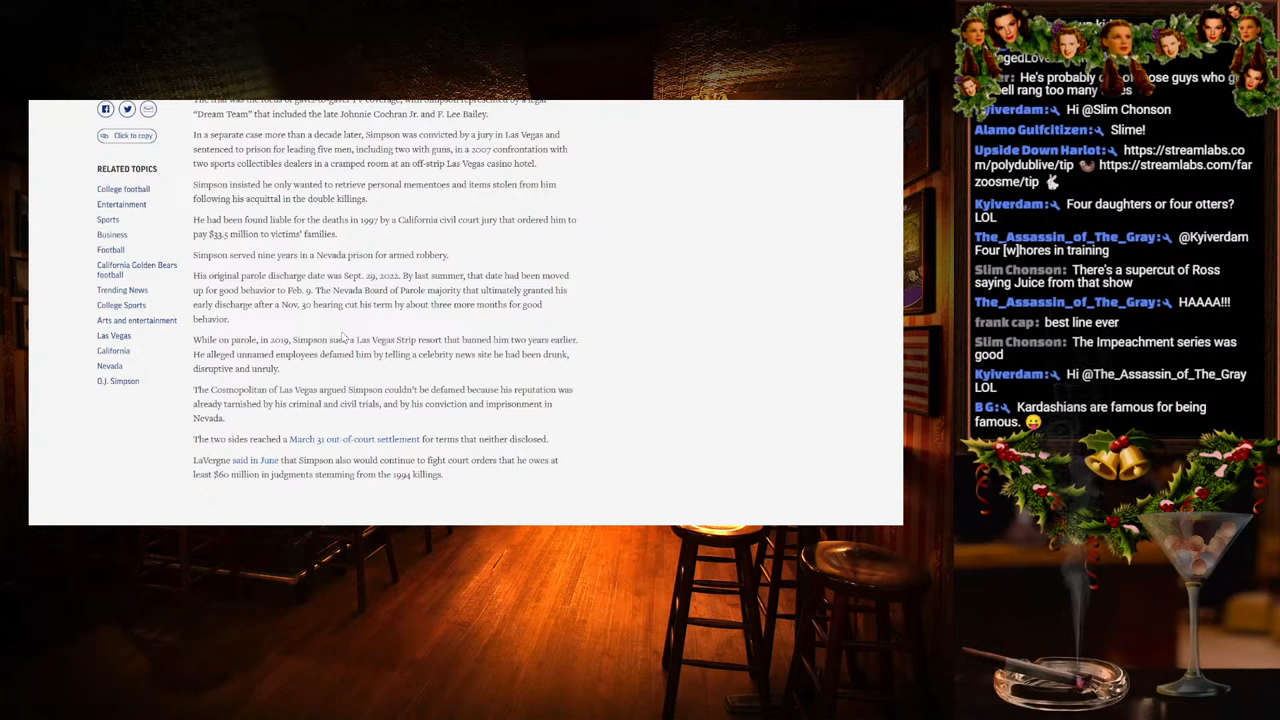 “Dream Team” that included the late Johnnie Cochran Jr. and F. Lee Bailey.
Click to copy
In a separate case more than a decade later, Simpson was convicted by a jury in Las Vegas and
sentenced to prison for leading five men, including two with guns, in a 2007 confrontation with
two sports collectibles dealers in a cramped room at an off-strip Las Vegas casino hotel.
Simpson insisted he only wanted to retrieve personal mementoes and items stolen from him
following his acquittal in the double killings.
He had been found liable for the deaths in 1997 by a California civil court jury that ordered him to
pay $33.5 million to victims’ families.
Simpson served nine years in a Nevada prison for armed robbery.
His original parole discharge date was Sept. 29, 2022. By last summer, that date had been moved
up for good behavior to Feb. 9. The Nevada Board of Parole majority that ultimately granted his
early discharge after a Nov. 30 hearing cut his term by about three more months for good
behavior.
While on parole, in 2019, Simpson sued a Las Vegas Strip resort that banned him two years earlier.
He alleged unnamed employees defamed him by telling a celebrity news site he had been drunk,
disruptive and unruly.
The Cosmopolitan of Las Vegas argued Simpson couldn’t be defamed because his reputation was
already tarnished by his criminal and civil trials, and by his conviction and imprisonment in
Nevada.
The two sides reached a March 31 out-of-court settlement for terms that neither disclosed.
LaVergne said in June that Simpson also would continue to fight court orders that he owes at
least $60 million in judgments stemming from the 1994 killings.
RELATED TOPICS
College football
Entertainment
Sports
Business
Football
California Golden Bears
football
Trending News
College Sports
Arts and entertainment
Las Vegas
California
Nevada
O.J. Simpson
He's probably
rang too many
Hi @Slim Chonson
Alamo Gulfcitizen: Slime!
Upside Down Harlot: https://streamlabs.co
m/polydublive/tip https://streamlabs.com/far
zoosme/tip
Kyiverdam: Four daughters or four otters?
LOL
The_Assassin_of_The_Gray: @Kyiverdam
Four [w]hores in training
Slim Chonson: There's a supercut of Ross
saying Juice from that show
The_Assassin_of_The_Gray: HAAAA!!!
frank cap: best line ever
Slim Chonson: The Impeachment series was
good
Kyiverdam: Hi @The_Assassin_of_The_Gray
LOL
B G: Kardashians are famous for being
famous. 😛